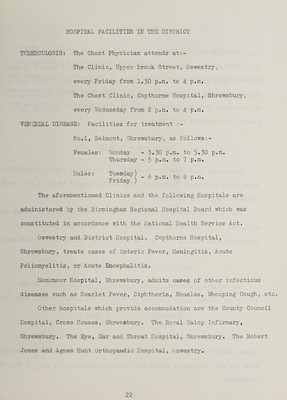 HOSPITAL FACILITIES IN THE DISTRICT
TUBERCULOSIS: The Chest Physician attends at:-
The Clinic, Upper Brook Street, Oswestry,
every Friday from 1.30 p.m. to 4 p.m.
The Chest Clinic, Copthorne Hospital, Shrewsbury,
every Wednesday from 2 p.m. to 4 p.m.
VENEREAL DISEASE: Facilities for treatment :-
No.1, Belmont, Shrewsbury, as follows:-
Females: Monday - 3.30 p.m. to 5.30 p.m.
Thursday - 5 p.m. to 7 p.m.
Males: Tuesday)
Friday ) - 6 p.m. to 8 p.m.
The aforementioned Clinics and the following Hospitals are
administered by the Birmingham Regional Hospital Board which was
constituted in accordance with the National Health Service Act.
Oswestry and District Hospital. Copthorne Hospital,
Shrewsbury, treats cases of Enteric Fever, Meningitis, Acute
Poliomyelitis, or Acute Encephalitis.
Monkmoor Hospital, Shrewsbury, admits cases of other infectious
diseases such as Scarlet Fever, Diphtheria, Measles, Whooping Cough, etc.
Other hospitals which provide accommodation are the County Council
Hospital, Cross Houses, Shrewsbury. The Royal Salop Infirmary,
Shrewsbury. The Eye, Ear and Throat Hospital, Shrewsbury. The Robert
Jones and Agnes Hunt Orthopaedic Hospital, Oswestry.
22